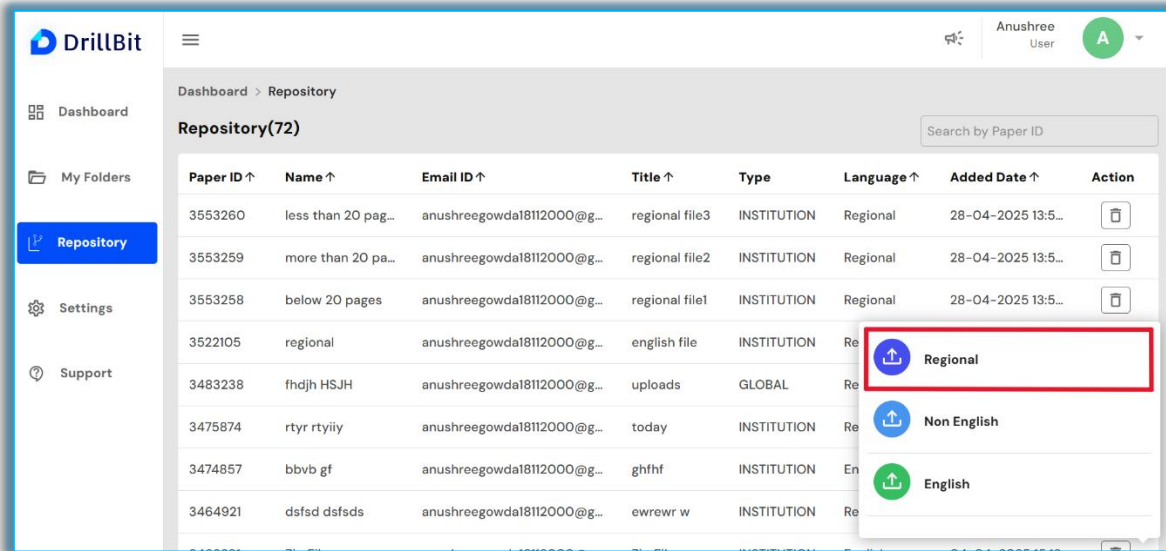 DrillBit
Anushree
User
A
Dashboard
My Folders
Repository
Settings
Support
Dashboard > Repository
Repository(72)
Search by Paper ID
Paper ID ↑ Name ↑ Email ID ↑ Title ↑ Type Language ↑ Added Date ↑ Action
3553260 less than 20 pag... anushreegowda18112000@g... regional file3 INSTITUTION Regional 28-04-2025 13:5...
3553259 more than 20 pa... anushreegowda18112000@g... regional file2 INSTITUTION Regional 28-04-2025 13:5...
3553258 below 20 pages anushreegowda18112000@g... regional file1 INSTITUTION Regional 28-04-2025 13:5...
3522105 regional anushreegowda18112000@g... english file INSTITUTION Re
3483238 fhdjh HSJH anushreegowda18112000@g... uploads GLOBAL Re
3475874 rtyr rtyiiy anushreegowda18112000@g... today INSTITUTION Re
3474857 bbvb gf anushreegowda18112000@g... ghfhf INSTITUTION En
3464921 dsfsd dsfsds anushreegowda18112000@g... ewrewr w INSTITUTION Re
Regional
Non English
English